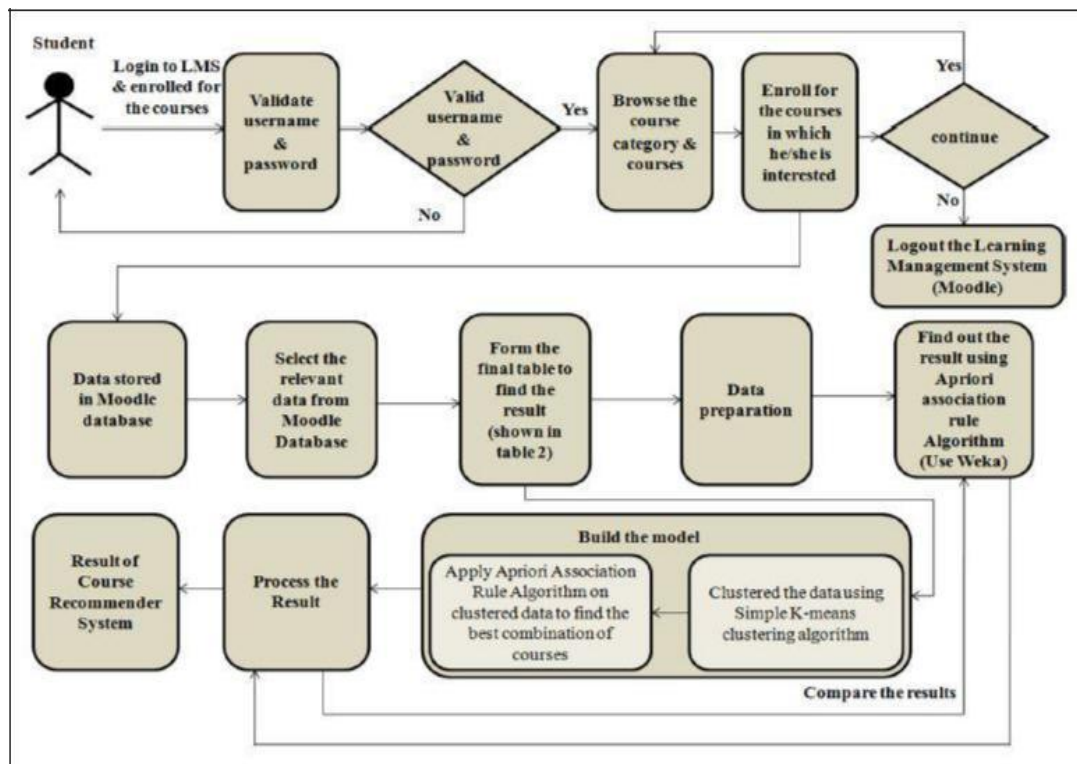 Student
Login to LMS
& enrolled for
the courses
Validate
username
&
password
Valid
username
&
password
Yes
No
Browse the
course
category &
courses
Enroll for
the courses
in which
he/she is
interested
Yes
continue
No
Logout the Learning
Management System
(Moodle)
Data stored
in Moodle
database
Select the
relevant
data from
Moodle
Database
Form the
final table to
find the
result
(shown in
table 2)
Data
preparation
Find out the
result using
Apriori
association
rule
Algorithm
(Use Weka)
Result of
Course
Recommender
System
Process the
Result
Build the model
Apply Apriori Association
Rule Algorithm on
clustered data to find the
best combination of
courses
Clustered the data using
Simple K-means
clustering algorithm
Compare the results